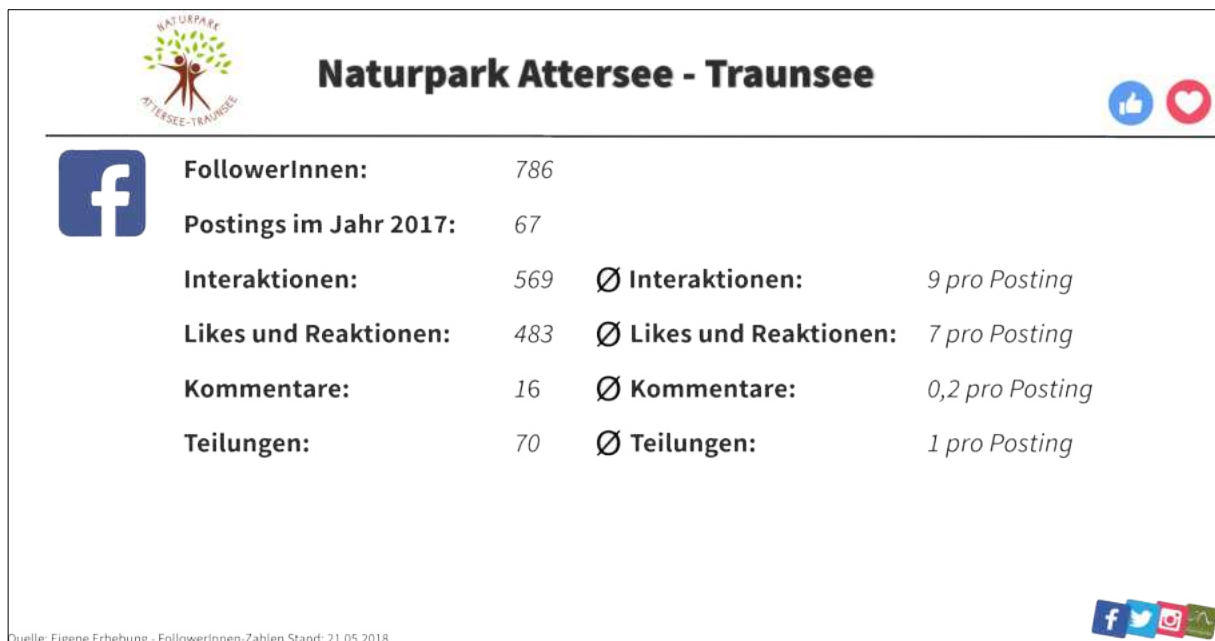 NATURPARK
ATTERSEE-TRAUNSEE
Naturpark Attersee - Traunsee
FollowerInnen: 786
Postings im Jahr 2017: 67
Interaktionen: 569 Ø Interaktionen: 9 pro Posting
Likes und Reaktionen: 483 Ø Likes und Reaktionen: 7 pro Posting
Kommentare: 16 Ø Kommentare: 0,2 pro Posting
Teilungen: 70 Ø Teilungen: 1 pro Posting
Quelle: Eigene Erhebung - FollowerInnen-Zahlen Stand: 21.05.2018